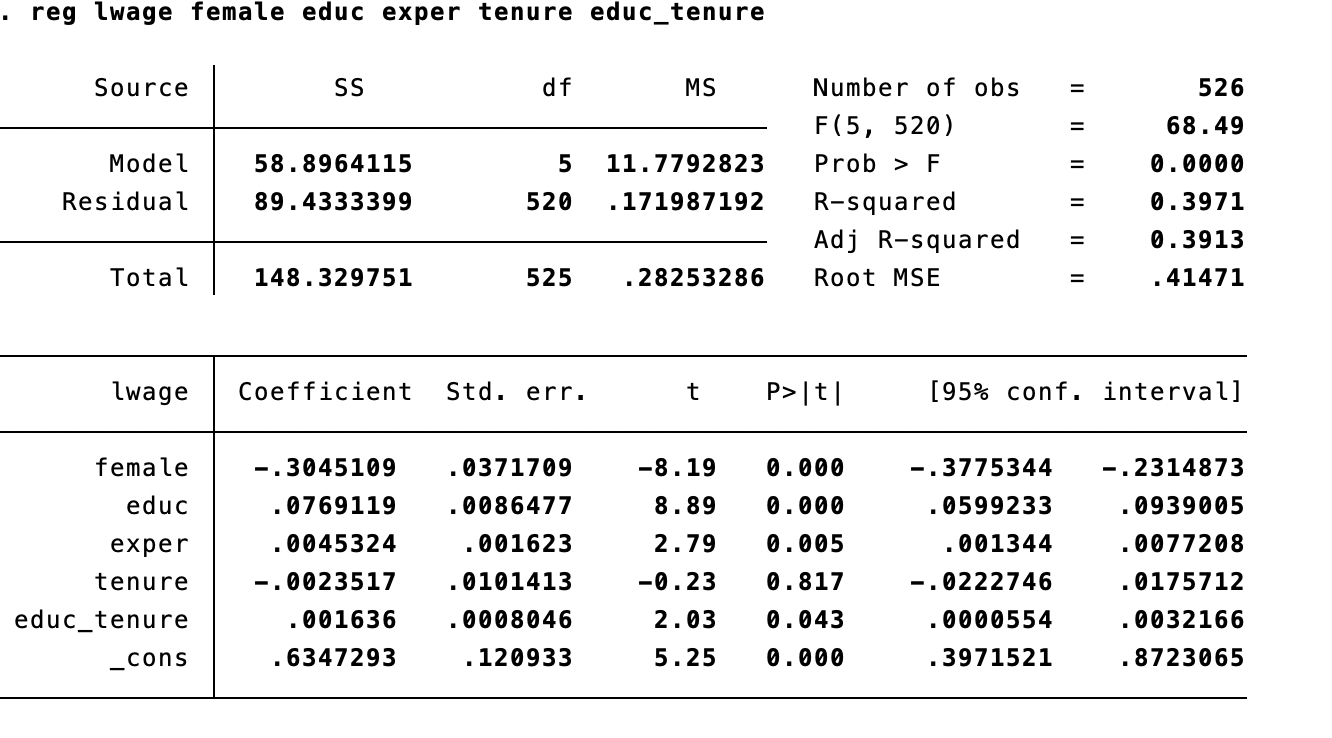 . reg lwage female educ exper tenure educ_tenure
Source SS df MS Number of obs = 526
F(5, 520) = 68.49
Model 58.8964115 5 11.7792823 Prob > F = 0.0000
Residual 89.4333399 520 .171987192 R-squared = 0.3971
Adj R-squared = 0.3913
Total 148.329751 525 .28253286 Root MSE = .41471
lwage Coefficient Std. err. t P>|t| [95% conf. interval]
female -.3045109 .0371709 -8.19 0.000 -.3775344 -.2314873
educ .0769119 .0086477 8.89 0.000 .0599233 .0939005
exper .0045324 .001623 2.79 0.005 .001344 .0077208
tenure -.0023517 .0101413 -0.23 0.817 -.0222746 .0175712
educ_tenure .001636 .0008046 2.03 0.043 .0000554 .0032166
_cons .6347293 .120933 5.25 0.000 .3971521 .8723065